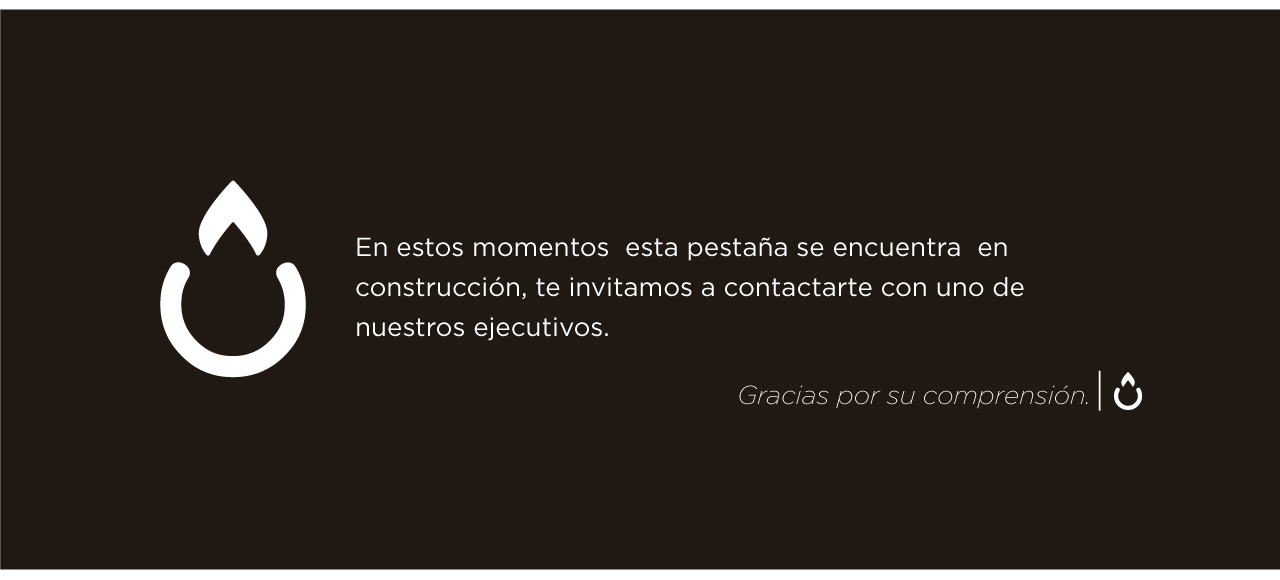 En estos momentos  esta pestaña se encuentra  en
construcción, te invitamos a contactarte con uno de
nuestros ejecutivos.
Gracias por su comprensión.